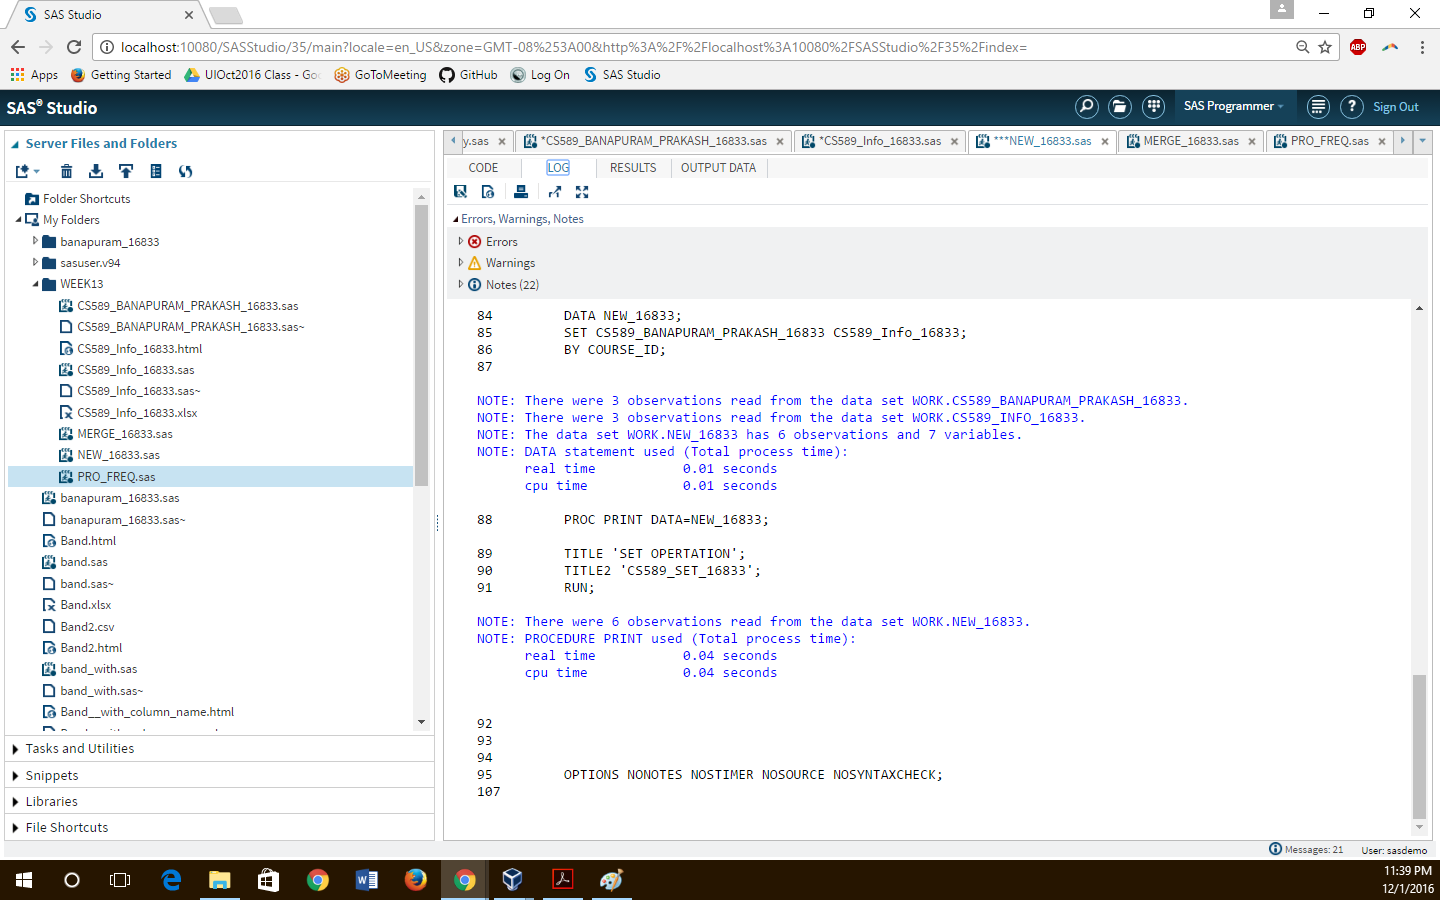 SAS Studio
localhost:10080/SASStudio/35/main?locale=en_US&zone=GMT-08%253A00&http%3A%2F%2Flocalhost%3A10080%2FSASStudio%2F35%2Findex=
ABP
Apps Getting Started UIOct2016 Class - Go GoToMeeting GitHub Log On SAS Studio
SAS® Studio SAS Programmer ? Sign Out
Server Files and Folders
Folder Shortcuts
My Folders
banapuram_16833
sasuser.v94
WEEK13
CS589_BANAPURAM_PRAKASH_16833.sas
CS589_BANAPURAM_PRAKASH_16833.sas~
CS589_Info_16833.html
CS589_Info_16833.sas
CS589_Info_16833.sas~
CS589_Info_16833.xlsx
MERGE_16833.sas
NEW_16833.sas
PRO_FREQ.sas
banapuram_16833.sas
banapuram_16833.sas~
Band.html
band.sas
band.sas~
Band.xlsx
Band2.csv
Band2.html
band_with.sas
band_with.sas~
Band__with_column_name.html
Tasks and Utilities
Snippets
Libraries
File Shortcuts
y.sas *CS589_BANAPURAM_PRAKASH_16833.sas *CS589_Info_16833.sas ***NEW_16833.sas MERGE_16833.sas PRO_FREQ.sas
CODE LOG RESULTS OUTPUT DATA
Errors, Warnings, Notes
Errors
Warnings
Notes (22)
84 DATA NEW_16833;
85 SET CS589_BANAPURAM_PRAKASH_16833 CS589_Info_16833;
86 BY COURSE_ID;
87
NOTE: There were 3 observations read from the data set WORK.CS589_BANAPURAM_PRAKASH_16833.
NOTE: There were 3 observations read from the data set WORK.CS589_INFO_16833.
NOTE: The data set WORK.NEW_16833 has 6 observations and 7 variables.
NOTE: DATA statement used (Total process time):
real time 0.01 seconds
cpu time 0.01 seconds
88 PROC PRINT DATA=NEW_16833;
89 TITLE 'SET OPERTATION';
90 TITLE2 'CS589_SET_16833';
91 RUN;
NOTE: There were 6 observations read from the data set WORK.NEW_16833.
NOTE: PROCEDURE PRINT used (Total process time):
real time 0.04 seconds
cpu time 0.04 seconds
92
93
94
95 OPTIONS NONOTES NOSTIMER NOSOURCE NOSYNTAXCHECK;
107
Messages: 21 User: sasdemo
11:39 PM
12/1/2016